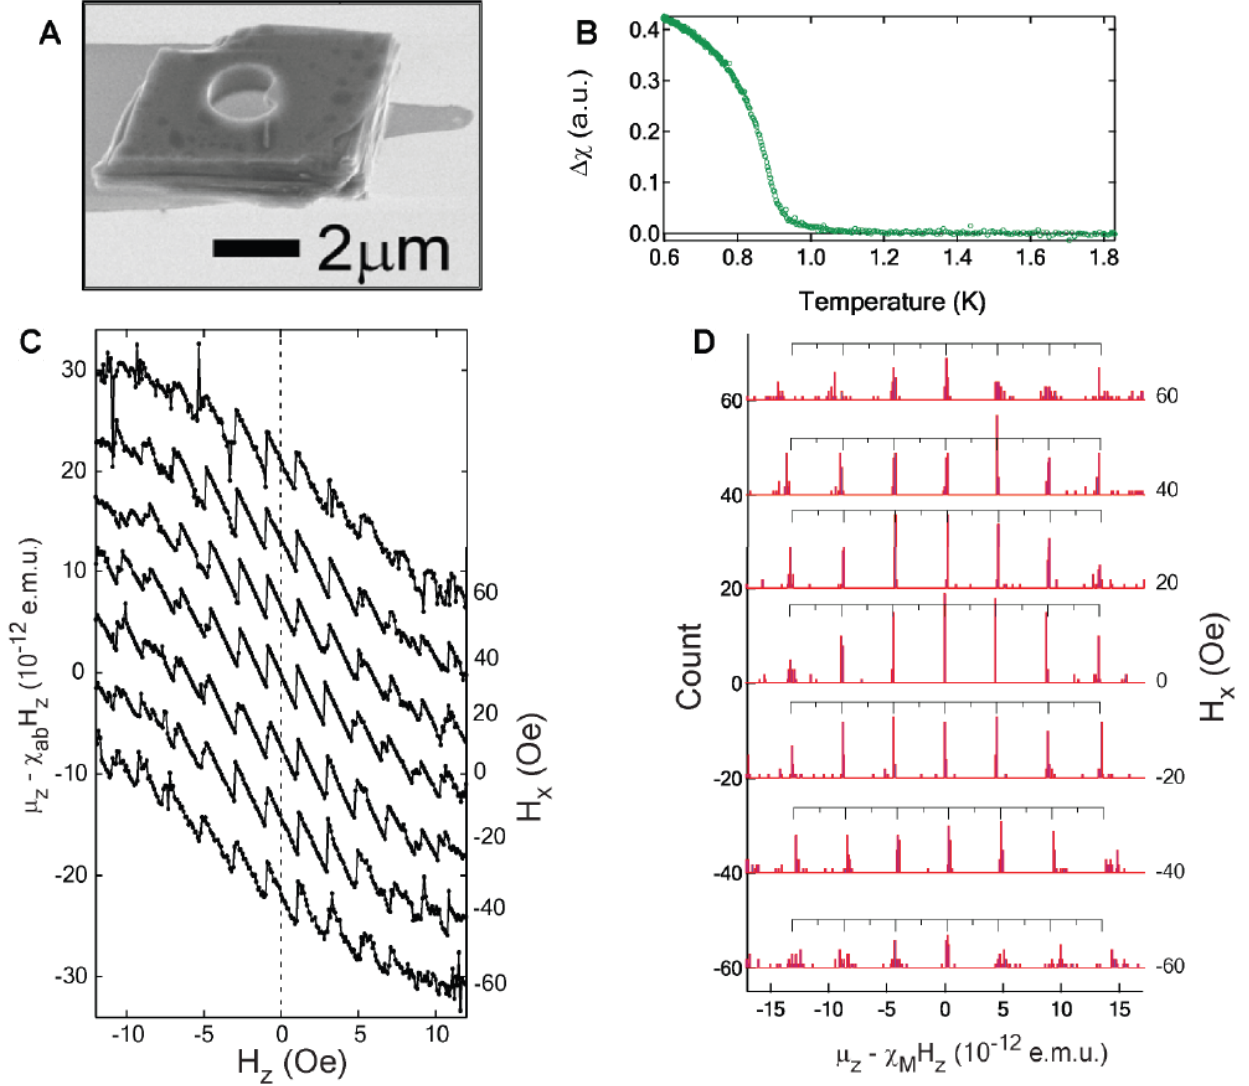 A
2μm
B
Δχ (a.u.)
0.4
0.3
0.2
0.1
0.0
0.6 0.8 1.0 1.2 1.4 1.6 1.8
Temperature (K)
C
μz - χabHz (10-12 e.m.u.)
30
20
10
0
-10
-20
-30
60
40
20
0
-20
-40
-60
Hx (Oe)
-10 -5 0 5 10
Hz (Oe)
D
Count
60
40
20
0
-20
-40
-60
60
40
20
0
-20
-40
-60
Hx (Oe)
-15 -10 -5 0 5 10 15
μz - χMHz (10-12 e.m.u.)